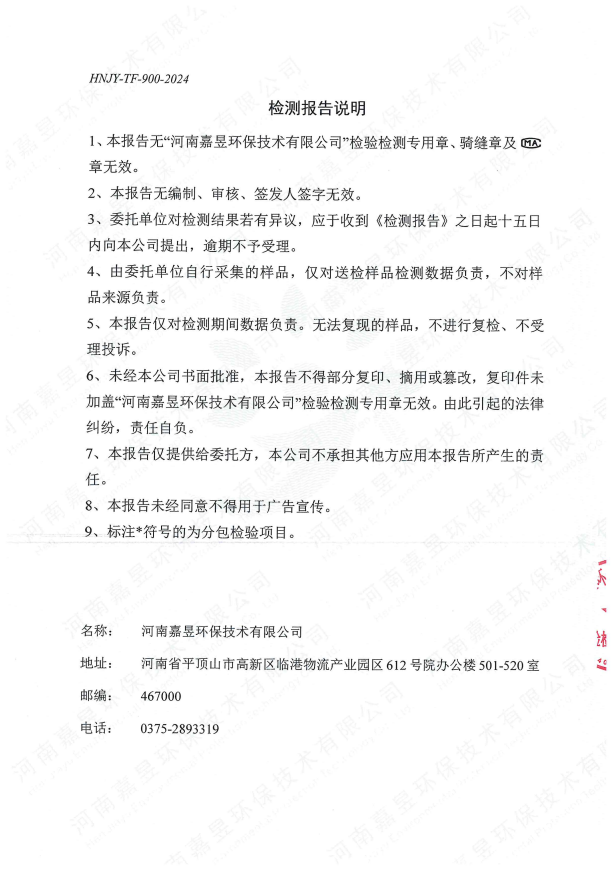 HNJY-TF-900-2024
检测报告说明
1、本报告无“河南嘉昱环保技术有限公司”检验检测专用章、骑缝章及 MA
章无效。
2、本报告无编制、审核、签发人签字无效。
3、委托单位对检测结果若有异议，应于收到《检测报告》之日起十五日
内向本公司提出，逾期不予受理。
4、由委托单位自行采集的样品，仅对送检样品检测数据负责，不对样
品来源负责。
5、本报告仅对检测期间数据负责。无法复现的样品，不进行复检、不受
理投诉。
6、未经本公司书面批准，本报告不得部分复印、摘用或篡改，复印件未
加盖“河南嘉昱环保技术有限公司”检验检测专用章无效。由此引起的法律
纠纷，责任自负。
7、本报告仅提供给委托方，本公司不承担其他方应用本报告所产生的责
任。
8、本报告未经同意不得用于广告宣传。
9、标注*符号的为分包检验项目。
名称： 河南嘉昱环保技术有限公司
地址： 河南省平顶山市高新区临港物流产业园区 612 号院办公楼 501-520 室
邮编： 467000
电话： 0375-2893319